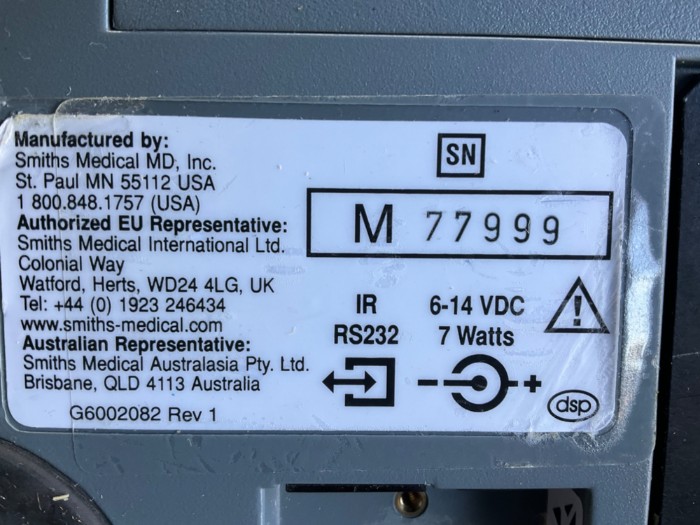 Manufactured by:
Smiths Medical MD, Inc.
St. Paul MN 55112 USA
1 800.848.1757 (USA)
Authorized EU Representative:
Smiths Medical International Ltd.
Colonial Way
Watford, Herts, WD24 4LG, UK
Tel: +44 (0) 1923 246434
www.smiths-medical.com
Australian Representative:
Smiths Medical Australasia Pty. Ltd.
Brisbane, QLD 4113 Australia
G6002082 Rev 1
SN
M 77999
IR
RS232
6-14 VDC
7 Watts
- +
dsp